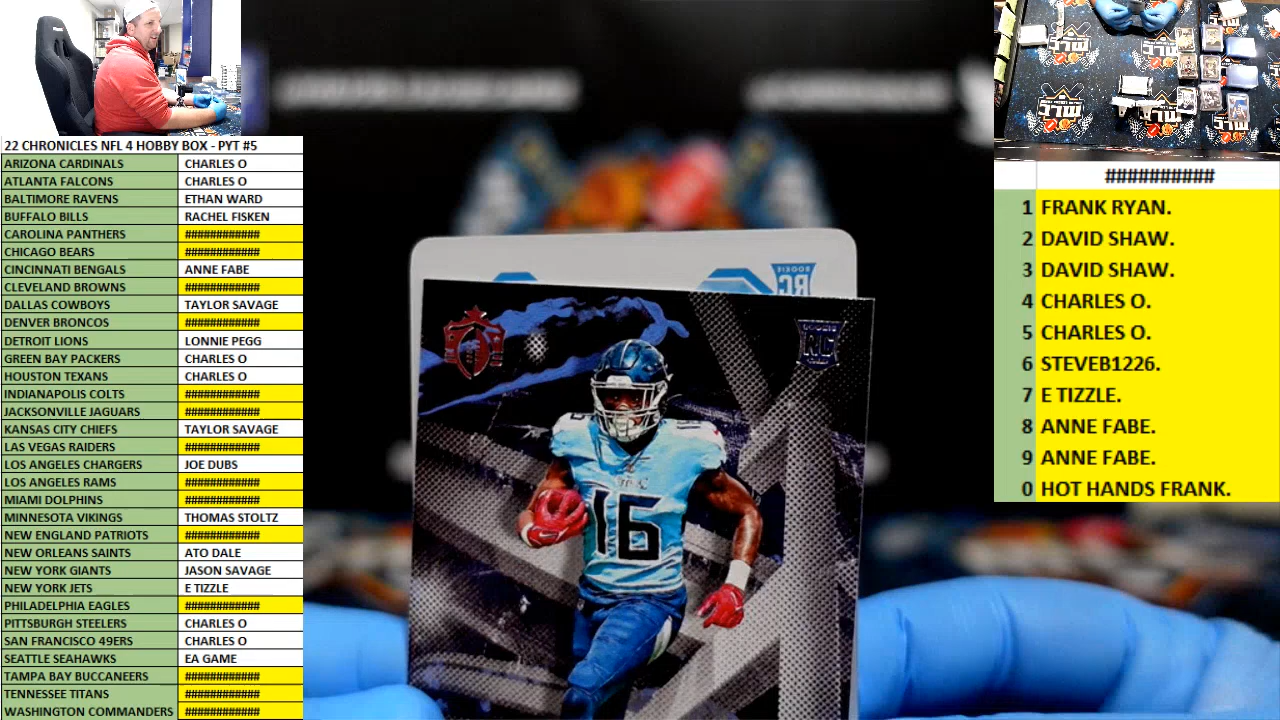 22 CHRONICLES NFL 4 HOBBY BOX - PYT #5
ARIZONA CARDINALS CHARLES O
ATLANTA FALCONS CHARLES O
BALTIMORE RAVENS ETHAN WARD
BUFFALO BILLS RACHEL FISKEN
CAROLINA PANTHERS ############
CHICAGO BEARS ############
CINCINNATI BENGALS ANNE FABE
CLEVELAND BROWNS ############
DALLAS COWBOYS TAYLOR SAVAGE
DENVER BRONCOS ############
DETROIT LIONS LONNIE PEGG
GREEN BAY PACKERS CHARLES O
HOUSTON TEXANS CHARLES O
INDIANAPOLIS COLTS ############
JACKSONVILLE JAGUARS ############
KANSAS CITY CHIEFS TAYLOR SAVAGE
LAS VEGAS RAIDERS ############
LOS ANGELES CHARGERS JOE DUBS
LOS ANGELES RAMS ############
MIAMI DOLPHINS ############
MINNESOTA VIKINGS THOMAS STOLTZ
NEW ENGLAND PATRIOTS ############
NEW ORLEANS SAINTS ATO DALE
NEW YORK GIANTS JASON SAVAGE
NEW YORK JETS E TIZZLE
PHILADELPHIA EAGLES ############
PITTSBURGH STEELERS CHARLES O
SAN FRANCISCO 49ERS CHARLES O
SEATTLE SEAHAWKS EA GAME
TAMPA BAY BUCCANEERS ############
TENNESSEE TITANS ############
WASHINGTON COMMANDERS ############
ROOKIE
RC
ROOKIE
RC
16
MLC
##########
1 FRANK RYAN.
2 DAVID SHAW.
3 DAVID SHAW.
4 CHARLES O.
5 CHARLES O.
6 STEVEB1226.
7 E TIZZLE.
8 ANNE FABE.
9 ANNE FABE.
0 HOT HANDS FRANK.